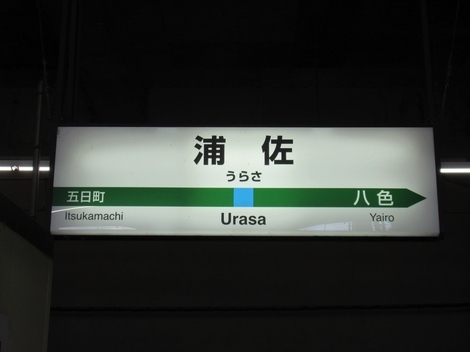 浦佐
うらさ
五日町 八色
Itsukamachi Urasa Yairo